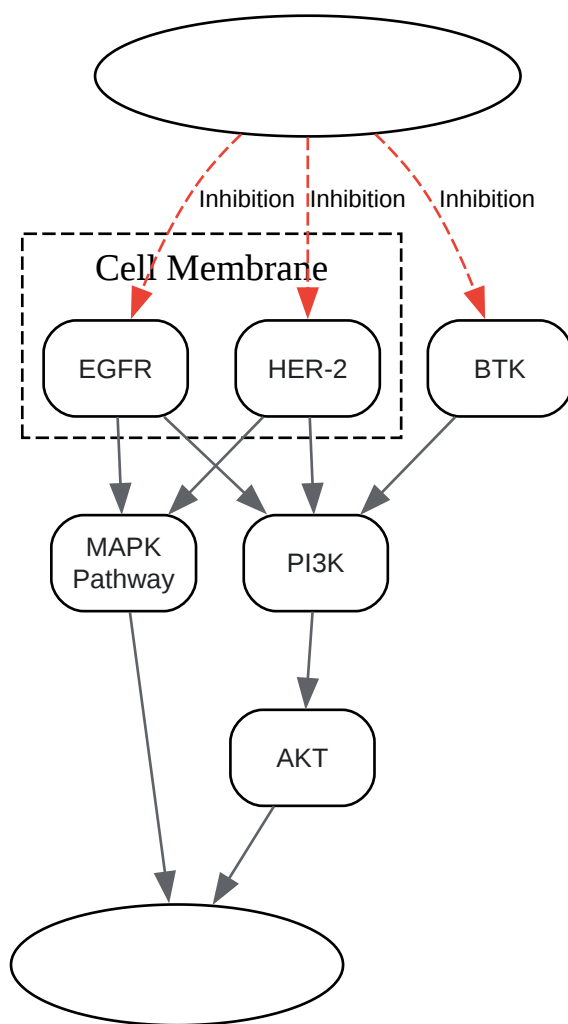 Inhibition Inhibition Inhibition
Cell Membrane
EGFR HER-2 BTK
MAPK
Pathway
PI3K
AKT